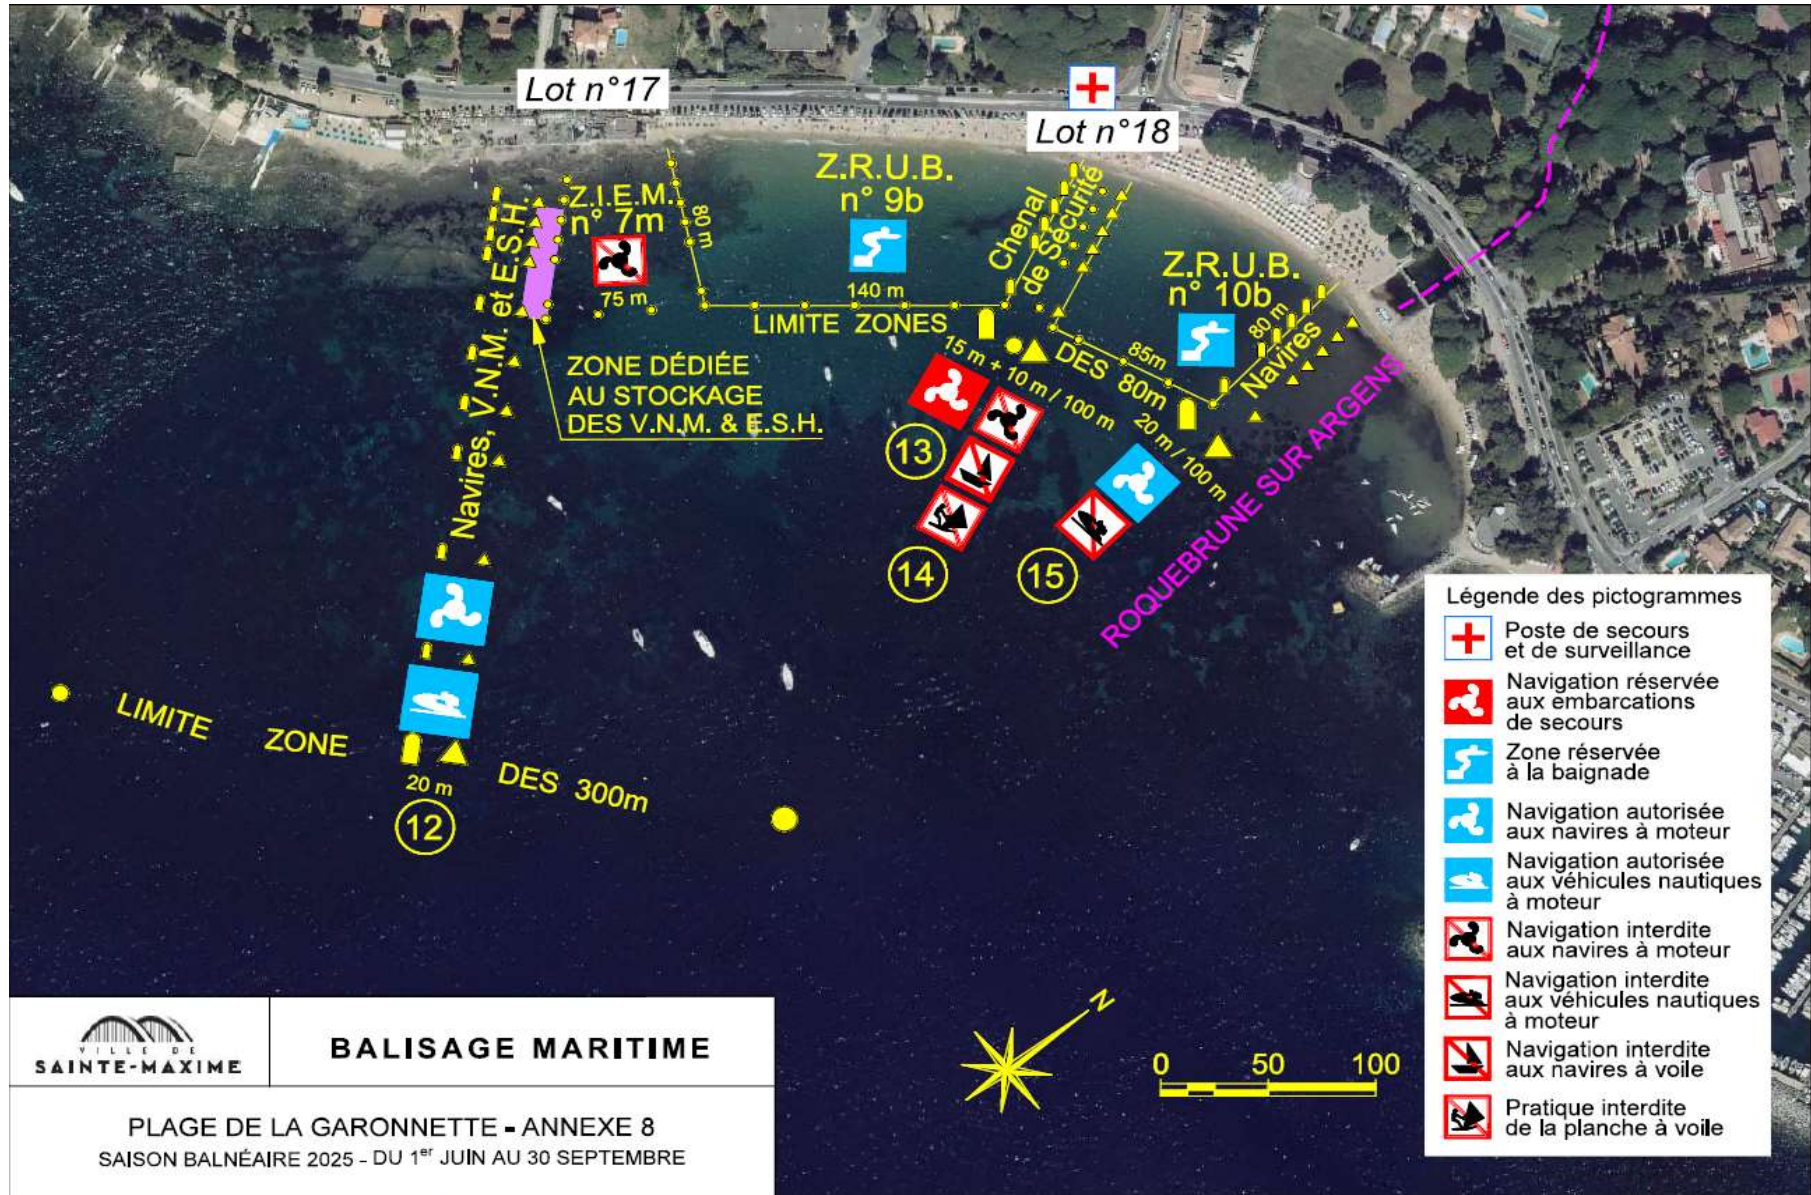 Lot n°17
Lot n°18
Z.I.E.M.
n° 7m
75 m
80 m
Z.R.U.B.
n° 9b
140 m
Chenal
de Sécurité
Z.R.U.B.
n° 10b
85m
80 m
Navires
Navires, V.N.M. et E.S.H.
LIMITE ZONES DES 80m
ZONE DÉDIÉE
AU STOCKAGE
DES V.N.M. & E.S.H.
15 m + 10 m / 100 m
20 m / 100 m
13
14
15
ROQUEBRUNE SUR ARGENS
LIMITE ZONE DES 300m
20 m
12
Légende des pictogrammes
Poste de secours
et de surveillance
Navigation réservée
aux embarcations
de secours
Zone réservée
à la baignade
Navigation autorisée
aux navires à moteur
Navigation autorisée
aux véhicules nautiques
à moteur
Navigation interdite
aux navires à moteur
Navigation interdite
aux véhicules nautiques
à moteur
Navigation interdite
aux navires à voile
Pratique interdite
de la planche à voile
N
0 50 100
VILLE DE
SAINTE-MAXIME
BALISAGE MARITIME
PLAGE DE LA GARONNETTE - ANNEXE 8
SAISON BALNÉAIRE 2025 - DU 1er JUIN AU 30 SEPTEMBRE